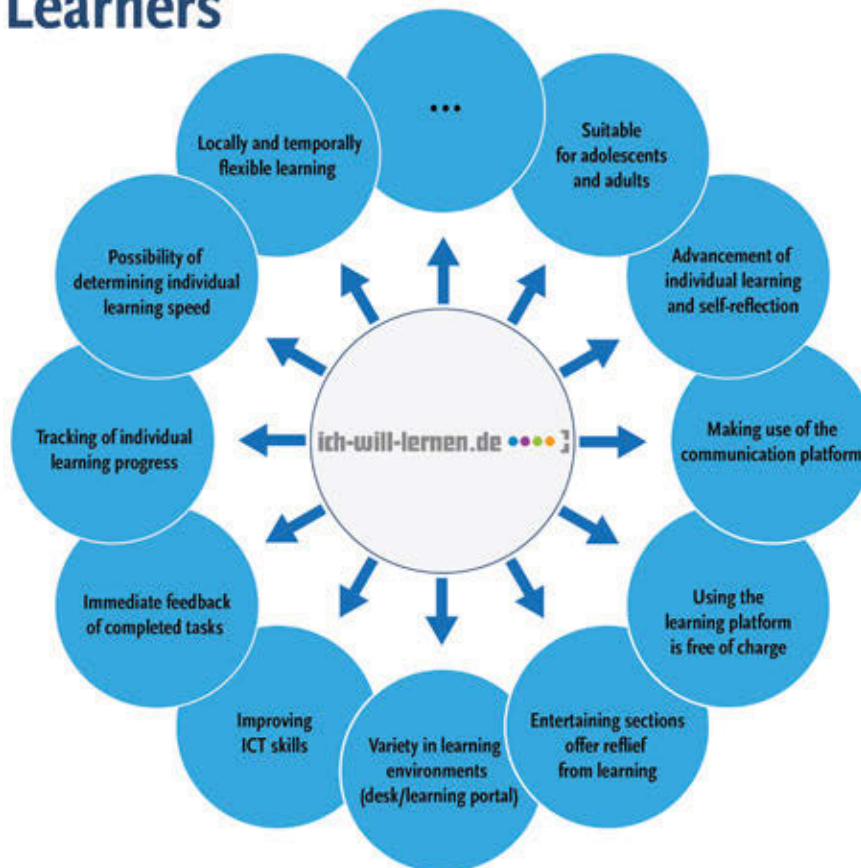 Learners
...
Suitable
for adolescents
and adults
Advancement of
individual learning
and self-reflection
Making use of the
communication platform
Using the
learning platform
is free of charge
Entertaining sections
offer reflief
from learning
Variety in learning
environments
(desk/learning portal)
Improving
ICT skills
Immediate feedback
of completed tasks
Tracking of individual
learning progress
Possibility of
determining individual
learning speed
Locally and temporally
flexible learning
ich-will-lernen.de